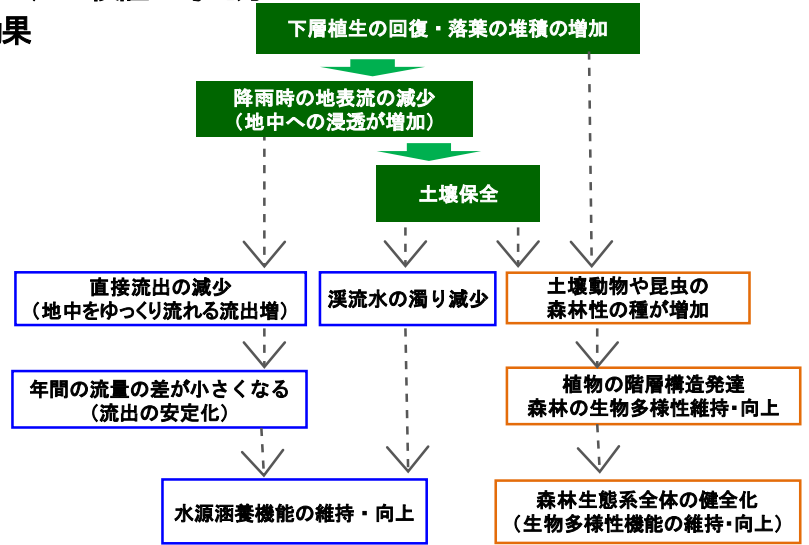 果
下層植生の回復・落葉の堆積の増加
降雨時の地表流の減少
（地中への浸透が増加）
土壌保全
直接流出の減少
（地中をゆっくり流れる流出増）
渓流水の濁り減少
土壌動物や昆虫の
森林性の種が増加
年間の流量の差が小さくなる
（流出の安定化）
植物の階層構造発達
森林の生物多様性維持・向上
水源涵養機能の維持・向上
森林生態系全体の健全化
（生物多様性機能の維持・向上）